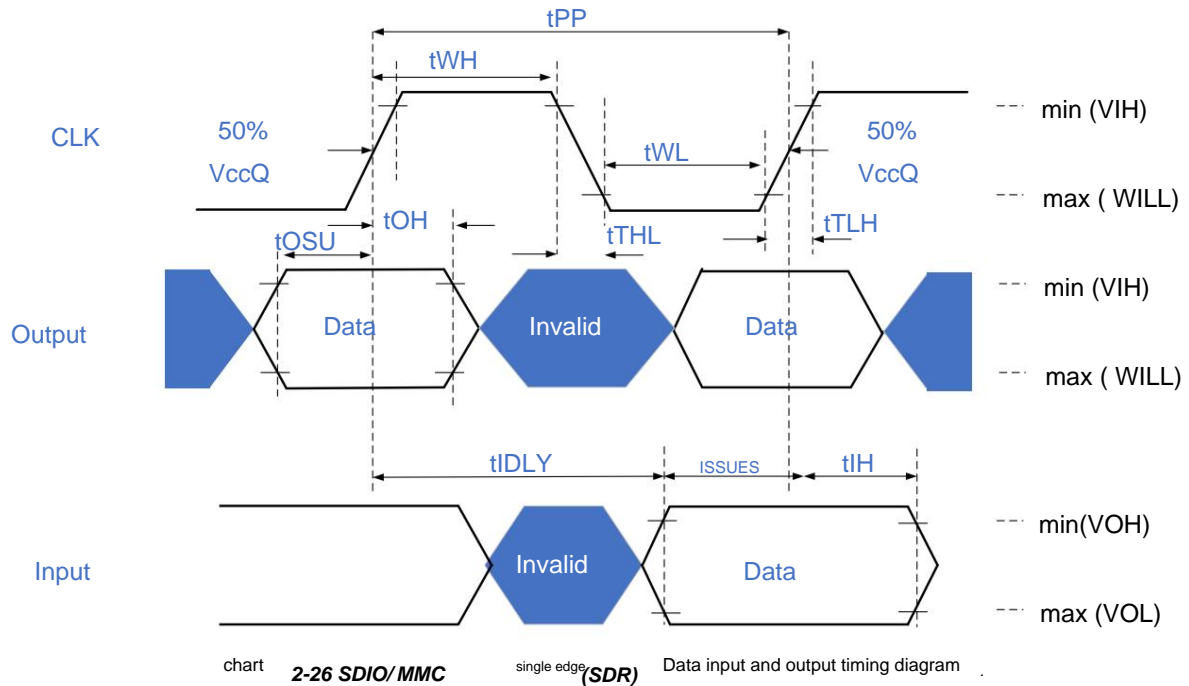 tPP
tWH
CLK
50%
VccQ
tWL
50%
VccQ
min (VIH)
max ( WILL)
tOH
tOSU
tTHL
tTLH
Output
Data
Invalid
Data
min (VIH)
max ( WILL)
tIDLY
ISSUES
tIH
Input
Invalid
Data
min(VOH)
max (VOL)
chart 2-26 SDIO/ MMC single edge (SDR) Data input and output timing diagram .